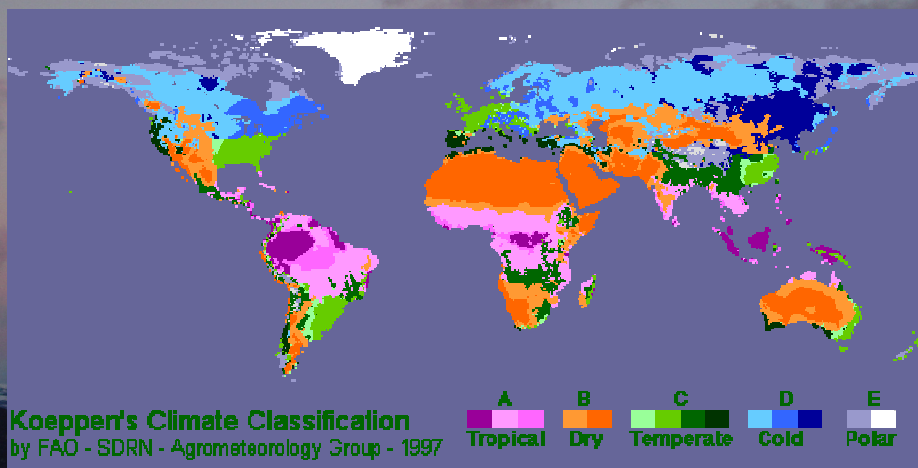 A B C D E
Koeppen's Climate Classification
Tropical Dry Temperate Cold Polar
by FAO - SDRN - Agrometeorology Group - 1997